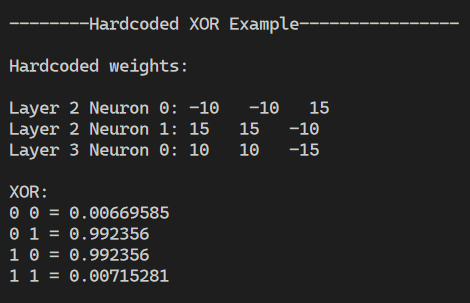 --------Hardcoded XOR Example----------------
Hardcoded weights:
Layer 2 Neuron 0: -10   -10   15
Layer 2 Neuron 1: 15   15   -10
Layer 3 Neuron 0: 10   10   -15
XOR:
0 0 = 0.00669585
0 1 = 0.992356
1 0 = 0.992356
1 1 = 0.00715281